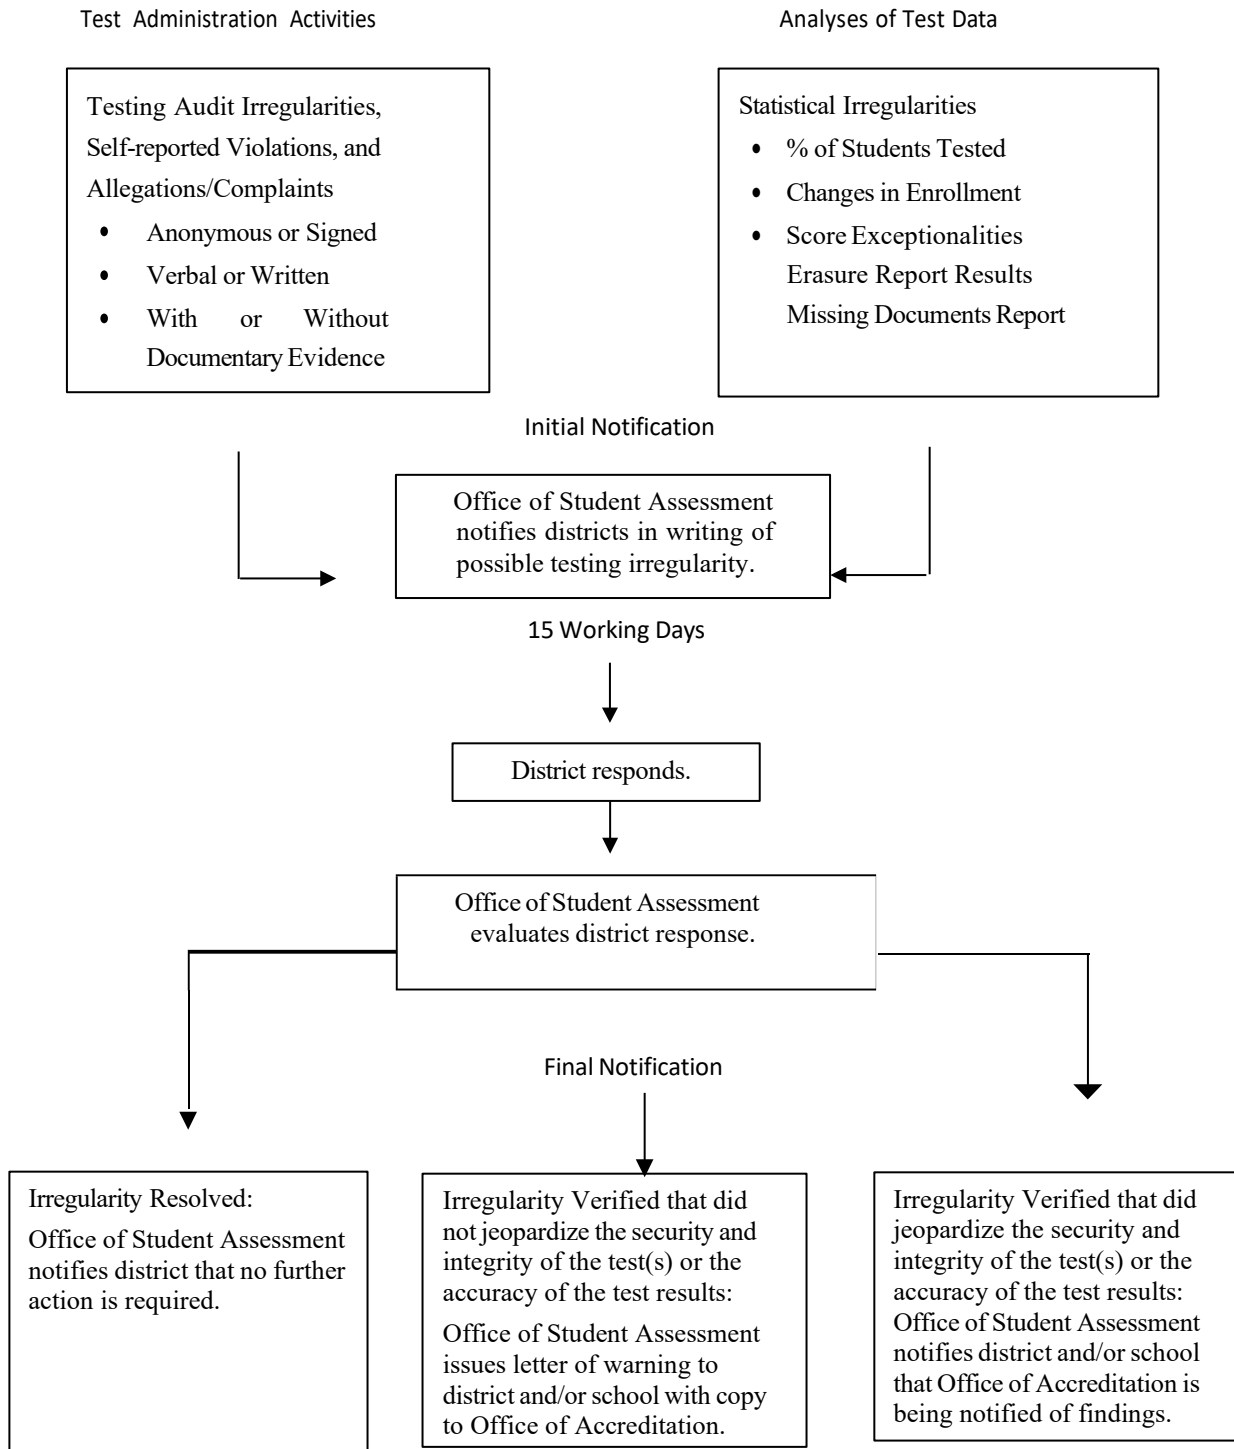 Test Administration Activities
Analyses of Test Data
Testing Audit Irregularities,
Self-reported Violations, and
Allegations/Complaints
• Anonymous or Signed
• Verbal or Written
• With or Without
Documentary Evidence
Statistical Irregularities
• % of Students Tested
• Changes in Enrollment
• Score Exceptionalities
Erasure Report Results
Missing Documents Report
Initial Notification
Office of Student Assessment
notifies districts in writing of
possible testing irregularity.
15 Working Days
District responds.
Office of Student Assessment
evaluates district response.
Final Notification
Irregularity Resolved:
Office of Student Assessment
notifies district that no further
action is required.
Irregularity Verified that did
not jeopardize the security and
integrity of the test(s) or the
accuracy of the test results:
Office of Student Assessment
issues letter of warning to
district and/or school with copy
to Office of Accreditation.
Irregularity Verified that did
jeopardize the security and
integrity of the test(s) or the
accuracy of the test results:
Office of Student Assessment
notifies district and/or school
that Office of Accreditation is
being notified of findings.